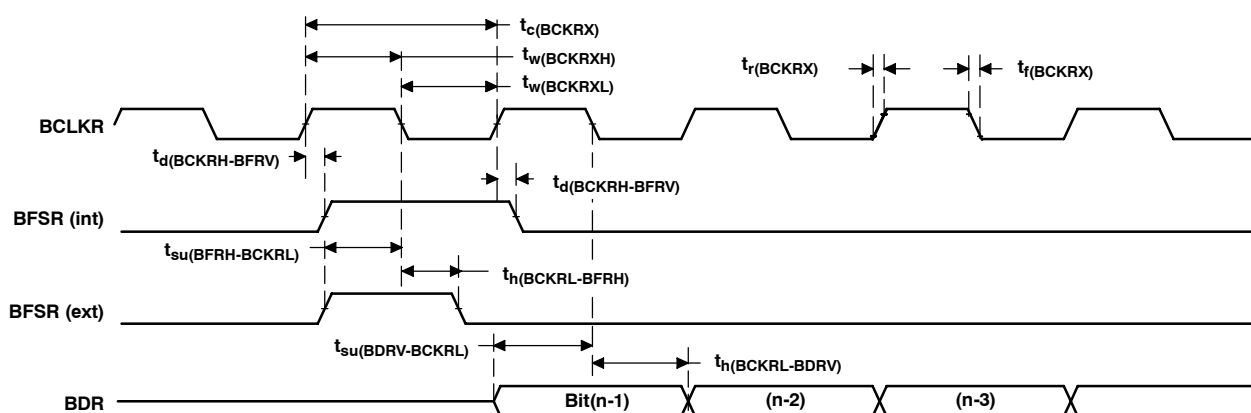 tc(BCKRX)
tw(BCKRXH)
tr(BCKRX)
tf(BCKRX)
tw(BCKRXL)
BCLKR
td(BCKRH-BFRV)
td(BCKRH-BFRV)
BFSR (int)
tsu(BFRH-BCKRL)
th(BCKRL-BFRH)
BFSR (ext)
tsu(BDRV-BCKRL)
th(BCKRL-BDRV)
BDR
Bit(n-1)
(n-2)
(n-3)